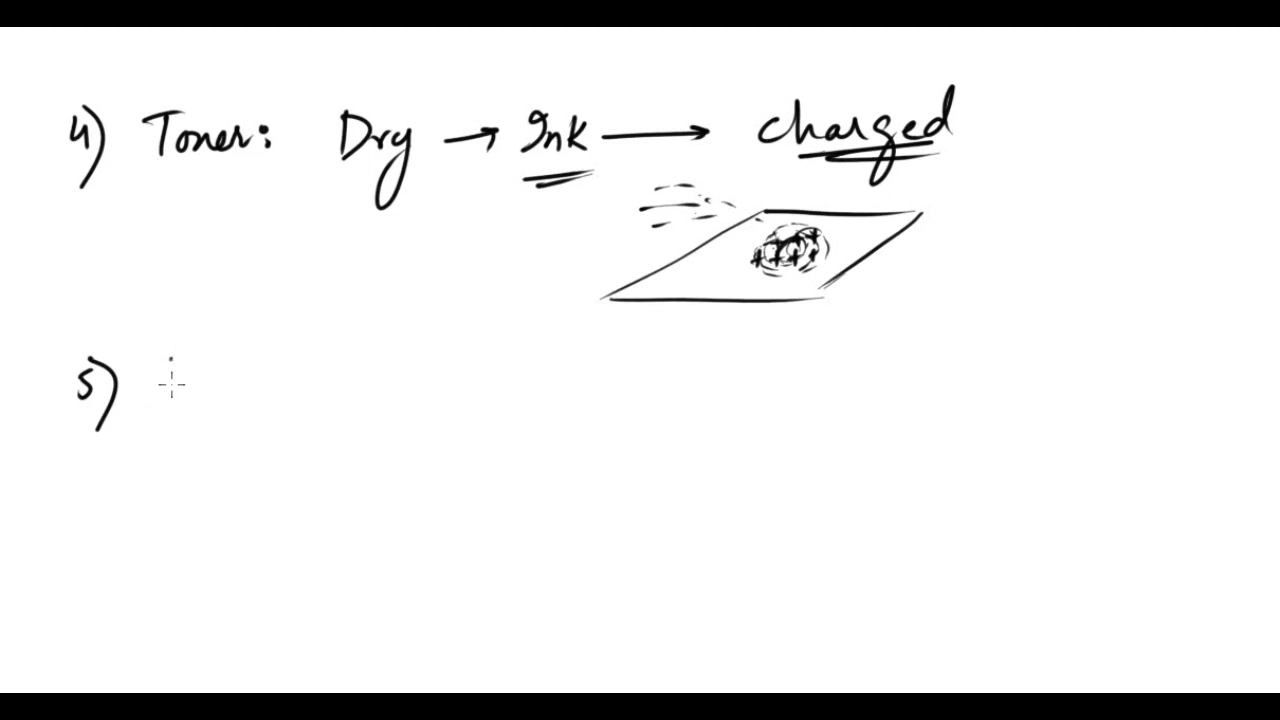 4) Toner: Dry → Ink → charged
+ + + + + +
5)